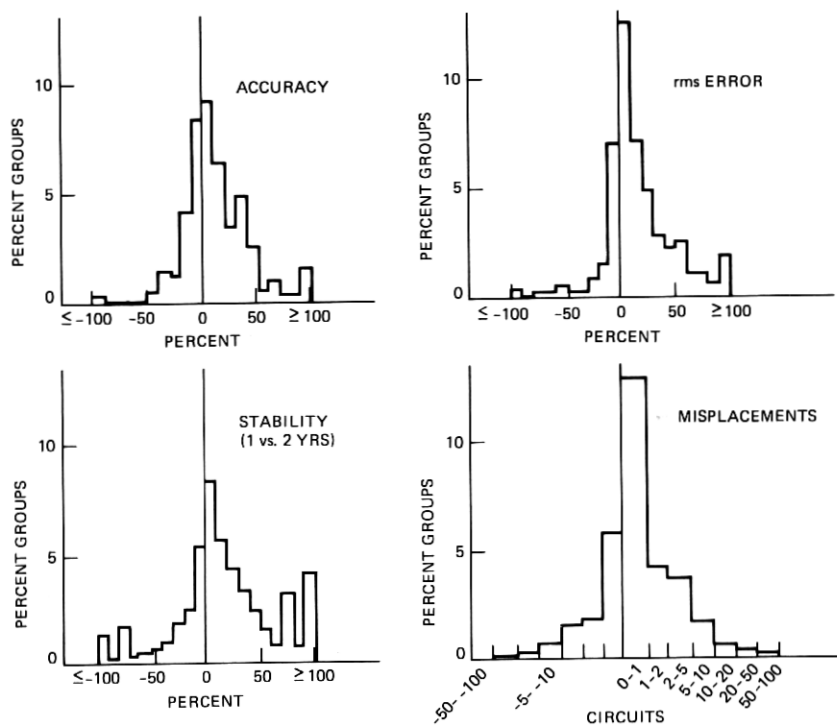 ACCURACY
PERCENT GROUPS
10
5
0
≤ -100 -50 0 50 ≥ 100
PERCENT
rms ERROR
PERCENT GROUPS
10
5
0
≤ -100 -50 0 50 ≥ 100
PERCENT
STABILITY
(1 vs. 2 YRS)
PERCENT GROUPS
10
5
0
≤ -100 -50 0 50 ≥ 100
PERCENT
MISPLACEMENTS
PERCENT GROUPS
10
5
0
-50--100 -5--10 0-1 1-2 2-5 5-10 10-20 20-50 50-100
CIRCUITS